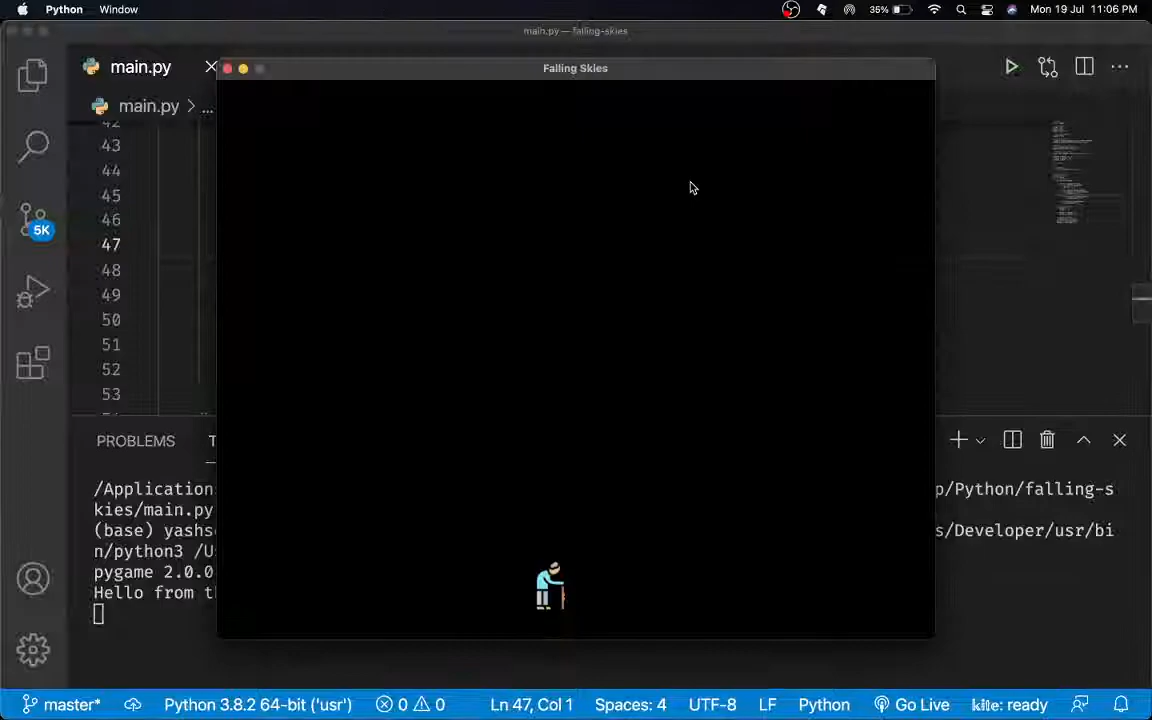 Python Window 35% Mon 19 Jul 11:06 PM
main.py — falling-skies
main.py
Falling Skies
main.py > ...
42
43
44
45
46
47
48
49
50
51
52
53
5K
PROBLEMS
/Application p/Python/falling-s
kies/main.py
(base) yashs s/Developer/usr/bi
n/python3 /U
pygame 2.0.0
Hello from t
master* Python 3.8.2 64-bit ('usr') 0 0 Ln 47, Col 1 Spaces: 4 UTF-8 LF Python Go Live kite: ready